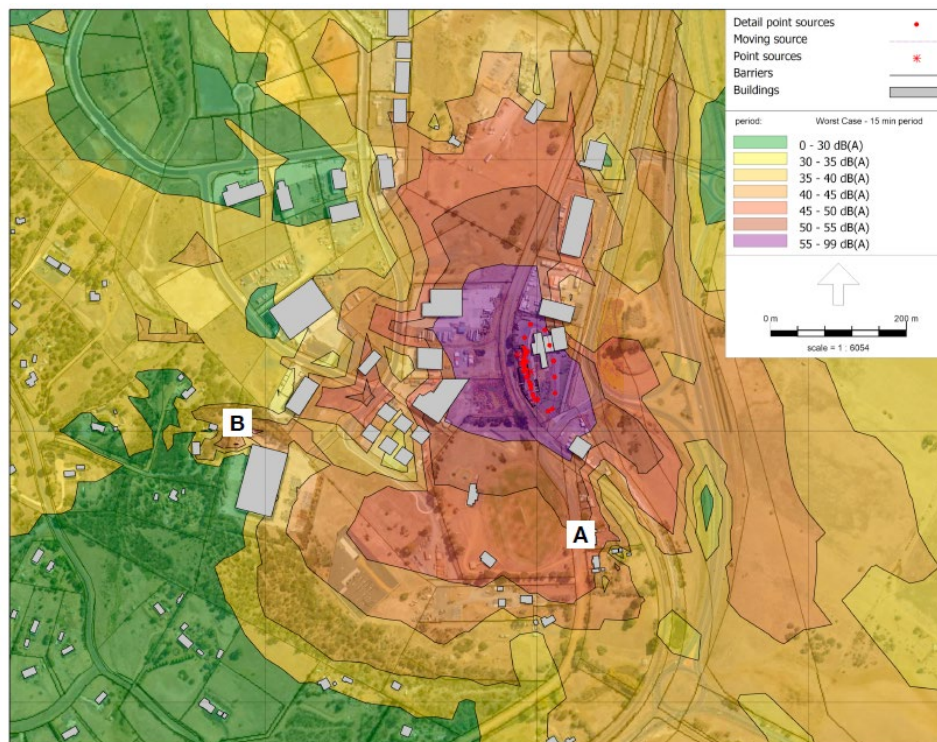 Detail point sources
Moving source
Point sources
Barriers
Buildings
period: Worst Case - 15 min period
0 - 30 dB(A)
30 - 35 dB(A)
35 - 40 dB(A)
40 - 45 dB(A)
45 - 50 dB(A)
50 - 55 dB(A)
55 - 99 dB(A)
0 m 200 m
scale = 1 : 6054
B
A